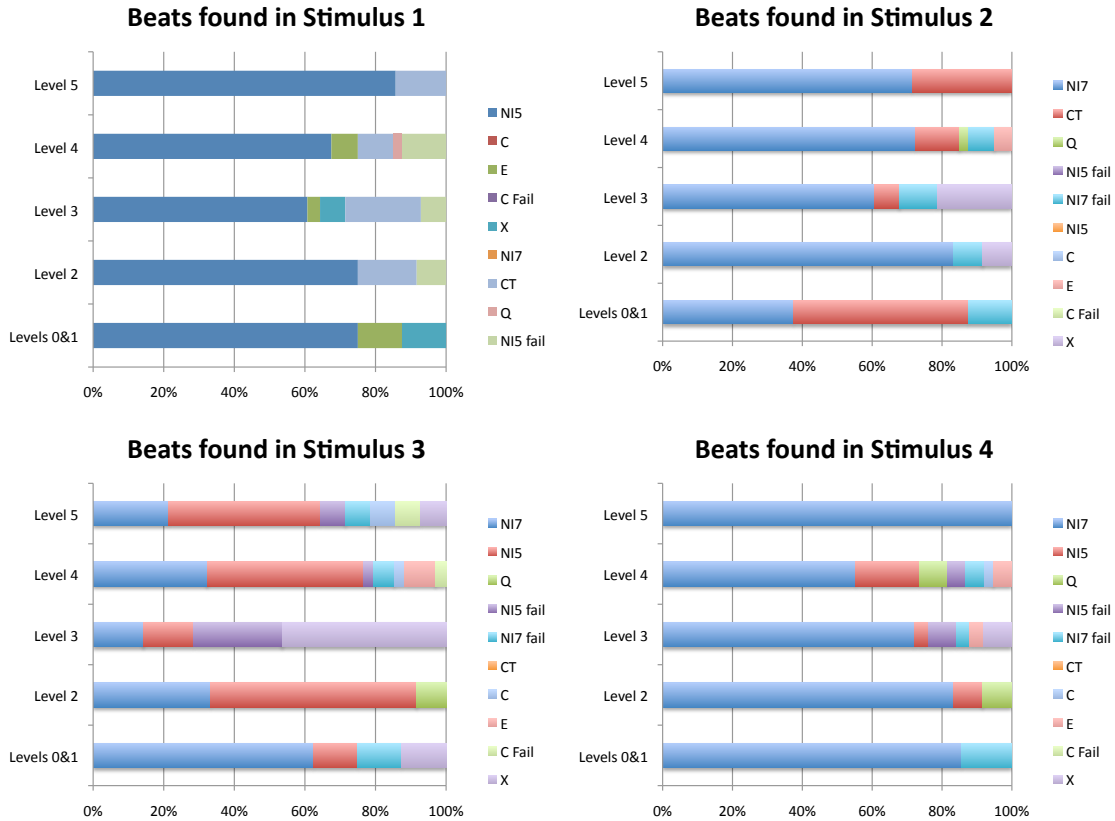 Beats found in Stimulus 1
Level 5
Level 4
Level 3
Level 2
Levels 0&1
0% 20% 40% 60% 80% 100%
NI5
C
E
C Fail
X
NI7
CT
Q
NI5 fail
Beats found in Stimulus 2
Level 5
Level 4
Level 3
Level 2
Levels 0&1
0% 20% 40% 60% 80% 100%
NI7
CT
Q
NI5 fail
NI7 fail
NI5
C
E
C Fail
X
Beats found in Stimulus 3
Level 5
Level 4
Level 3
Level 2
Levels 0&1
0% 20% 40% 60% 80% 100%
NI7
NI5
Q
NI5 fail
NI7 fail
CT
C
E
C Fail
X
Beats found in Stimulus 4
Level 5
Level 4
Level 3
Level 2
Levels 0&1
0% 20% 40% 60% 80% 100%
NI7
NI5
Q
NI5 fail
NI7 fail
CT
C
E
C Fail
X